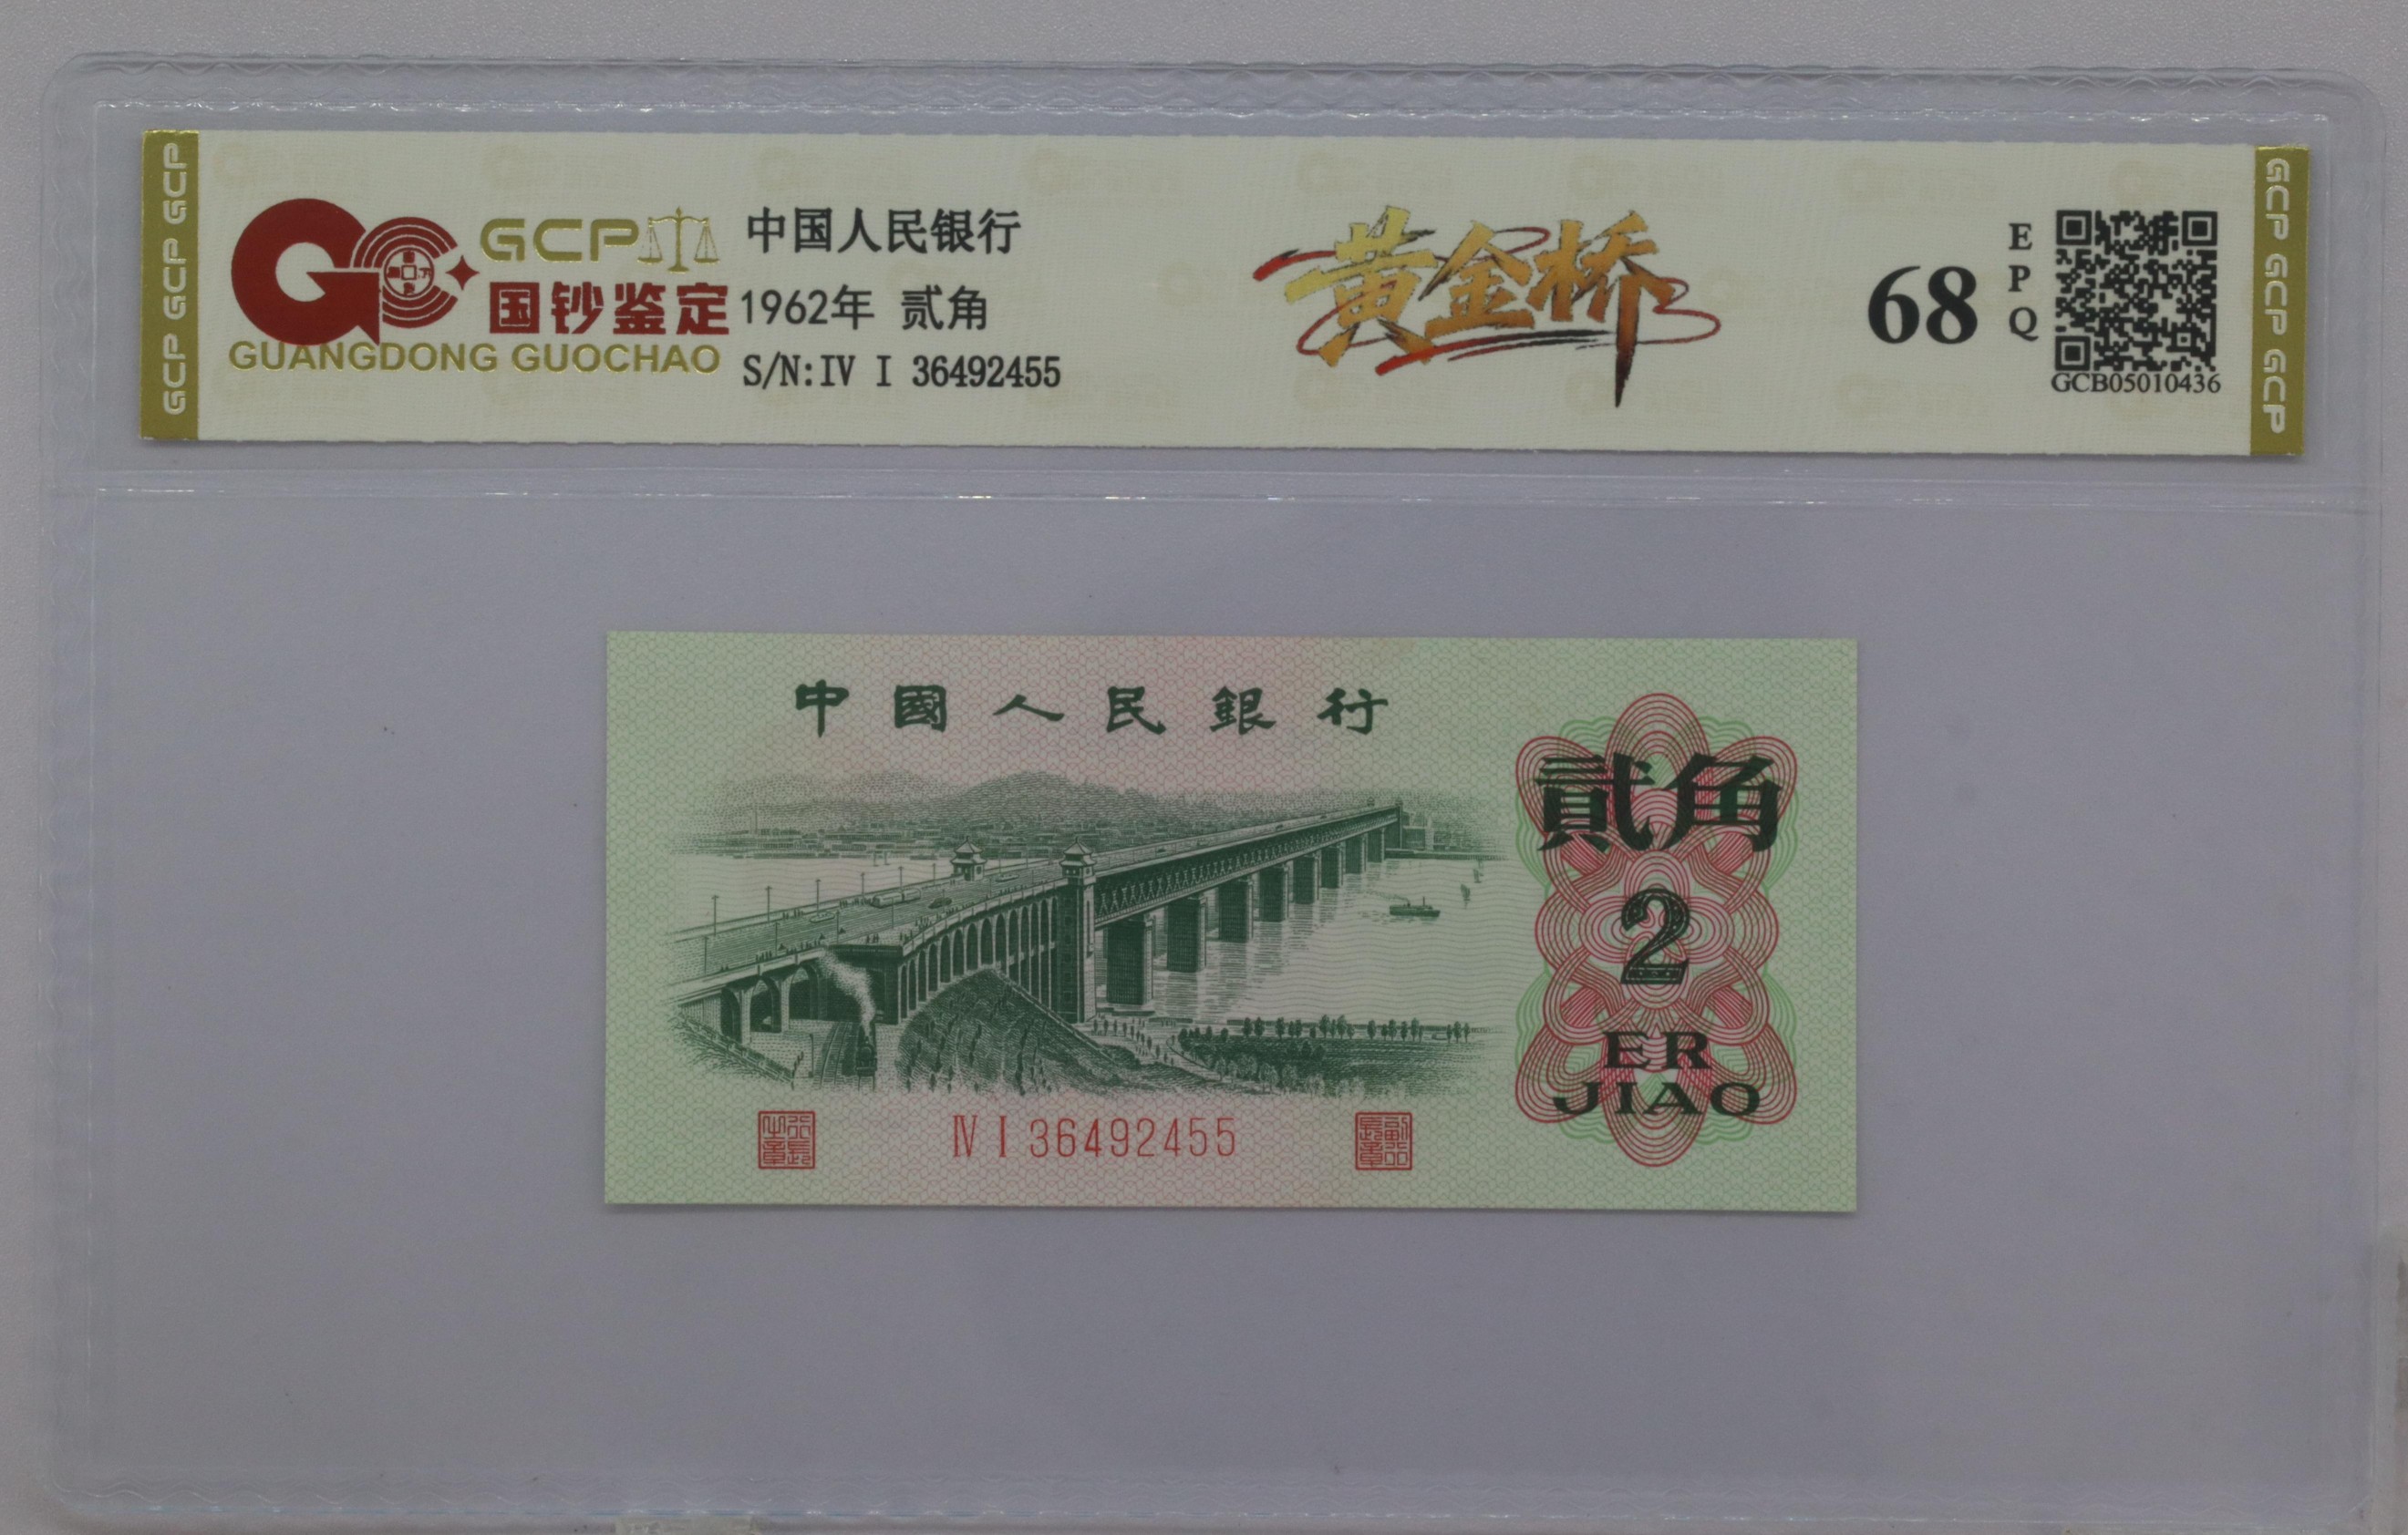 GCP GCP GCP
GCP
国钞鉴定
GUANGDONG GUOCHAO
中国人民银行
1962年 贰角
S/N:IV I 36492455
黄金桥
68
EPQ
GCB05010436
GCP GCP GCP
中國人民銀行
貳角
2
ER
JIAO
Ⅳ Ⅰ 36492455